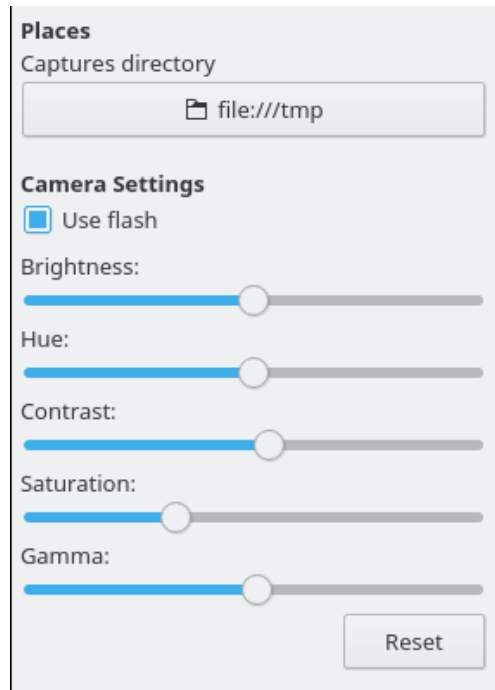 Places
Captures directory
file:///tmp
Camera Settings
Use flash
Brightness:
Hue:
Contrast:
Saturation:
Gamma:
Reset